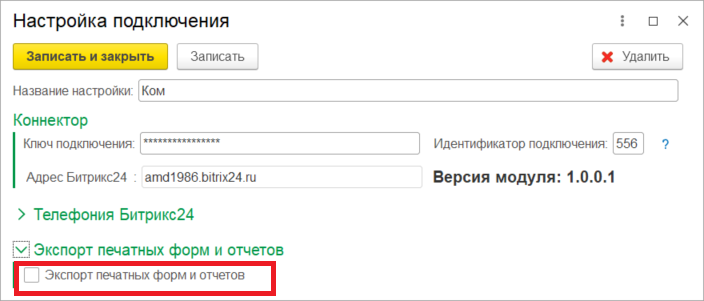 Настройка подключения
Записать и закрыть Записать Удалить
Название настройки: Ком
Коннектор
Ключ подключения: **************** Идентификатор подключения: 556 ?
Адрес Битрикс24 : amd1986.bitrix24.ru Версия модуля: 1.0.0.1
Телефония Битрикс24
Экспорт печатных форм и отчетов
Экспорт печатных форм и отчетов